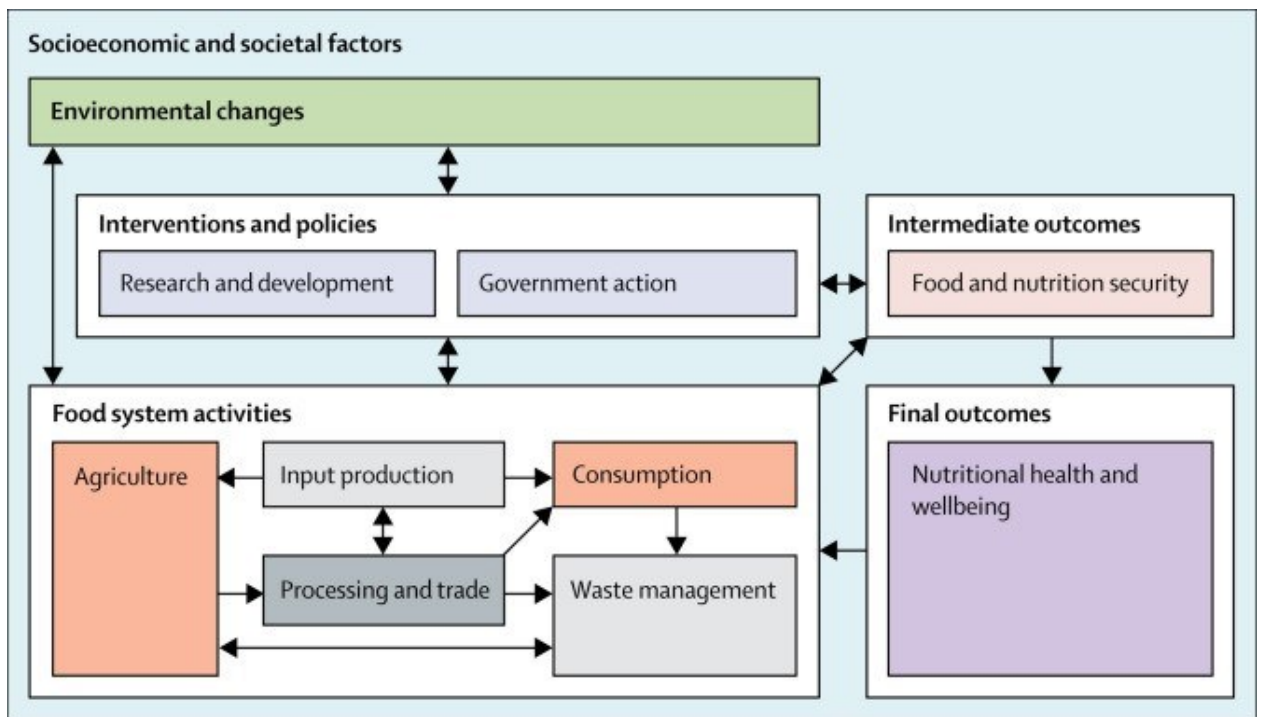 Socioeconomic and societal factors
Environmental changes
Interventions and policies
Research and development
Government action
Intermediate outcomes
Food and nutrition security
Food system activities
Agriculture
Input production
Consumption
Processing and trade
Waste management
Final outcomes
Nutritional health and
wellbeing